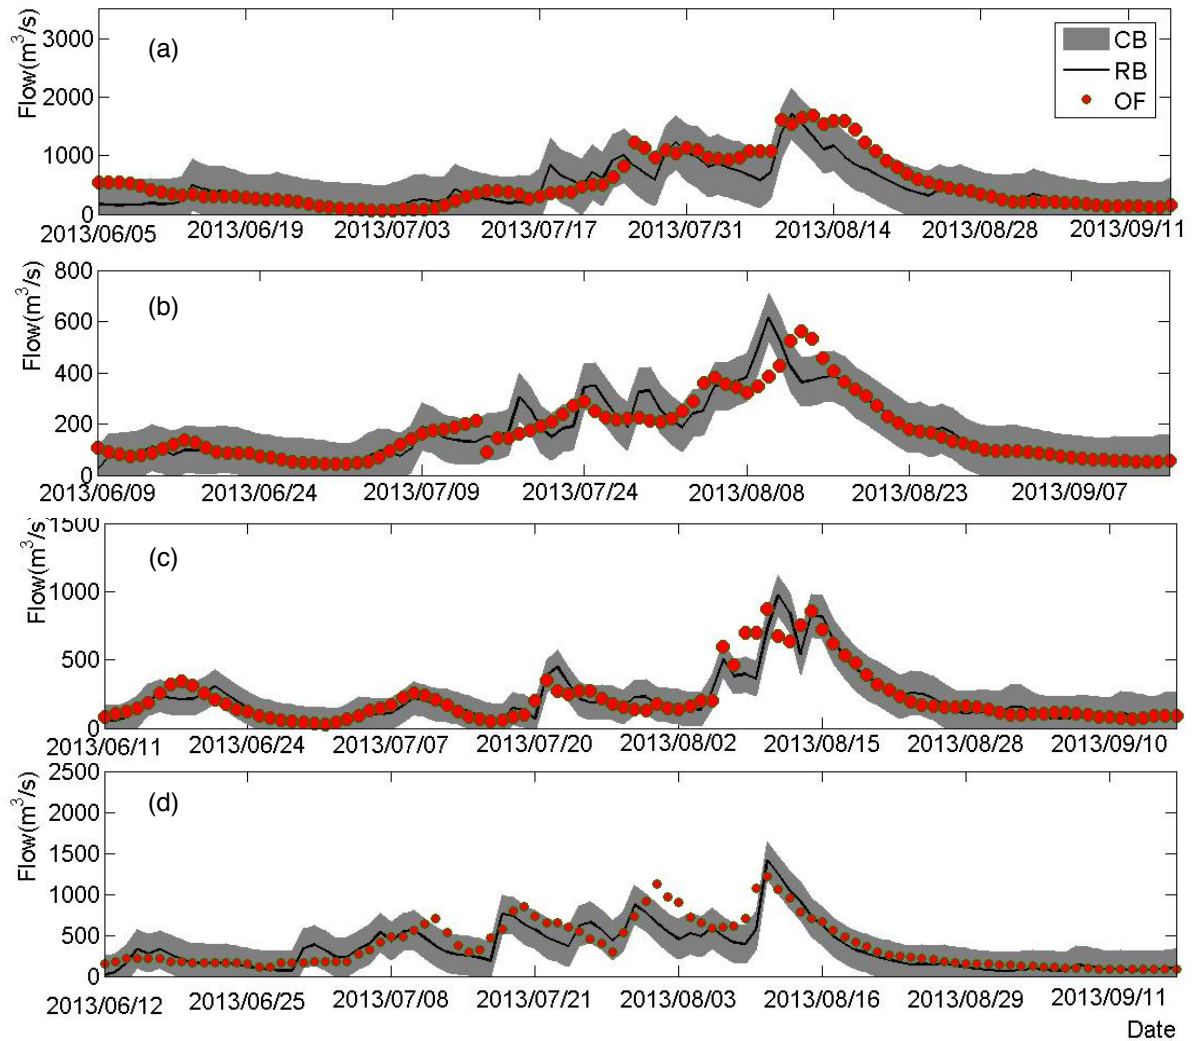 Flow(m³/s)
3000
2000
1000
0
(a)
CB
RB
OF
2013/06/05 2013/06/19 2013/07/03 2013/07/17 2013/07/31 2013/08/14 2013/08/28 2013/09/11
Flow(m³/s)
800
600
400
200
0
(b)
2013/06/09 2013/06/24 2013/07/09 2013/07/24 2013/08/08 2013/08/23 2013/09/07
Flow(m³/s)
1500
1000
500
0
(c)
2013/06/11 2013/06/24 2013/07/07 2013/07/20 2013/08/02 2013/08/15 2013/08/28 2013/09/10
Flow(m³/s)
2500
2000
1500
1000
500
0
(d)
2013/06/12 2013/06/25 2013/07/08 2013/07/21 2013/08/03 2013/08/16 2013/08/29 2013/09/11
Date